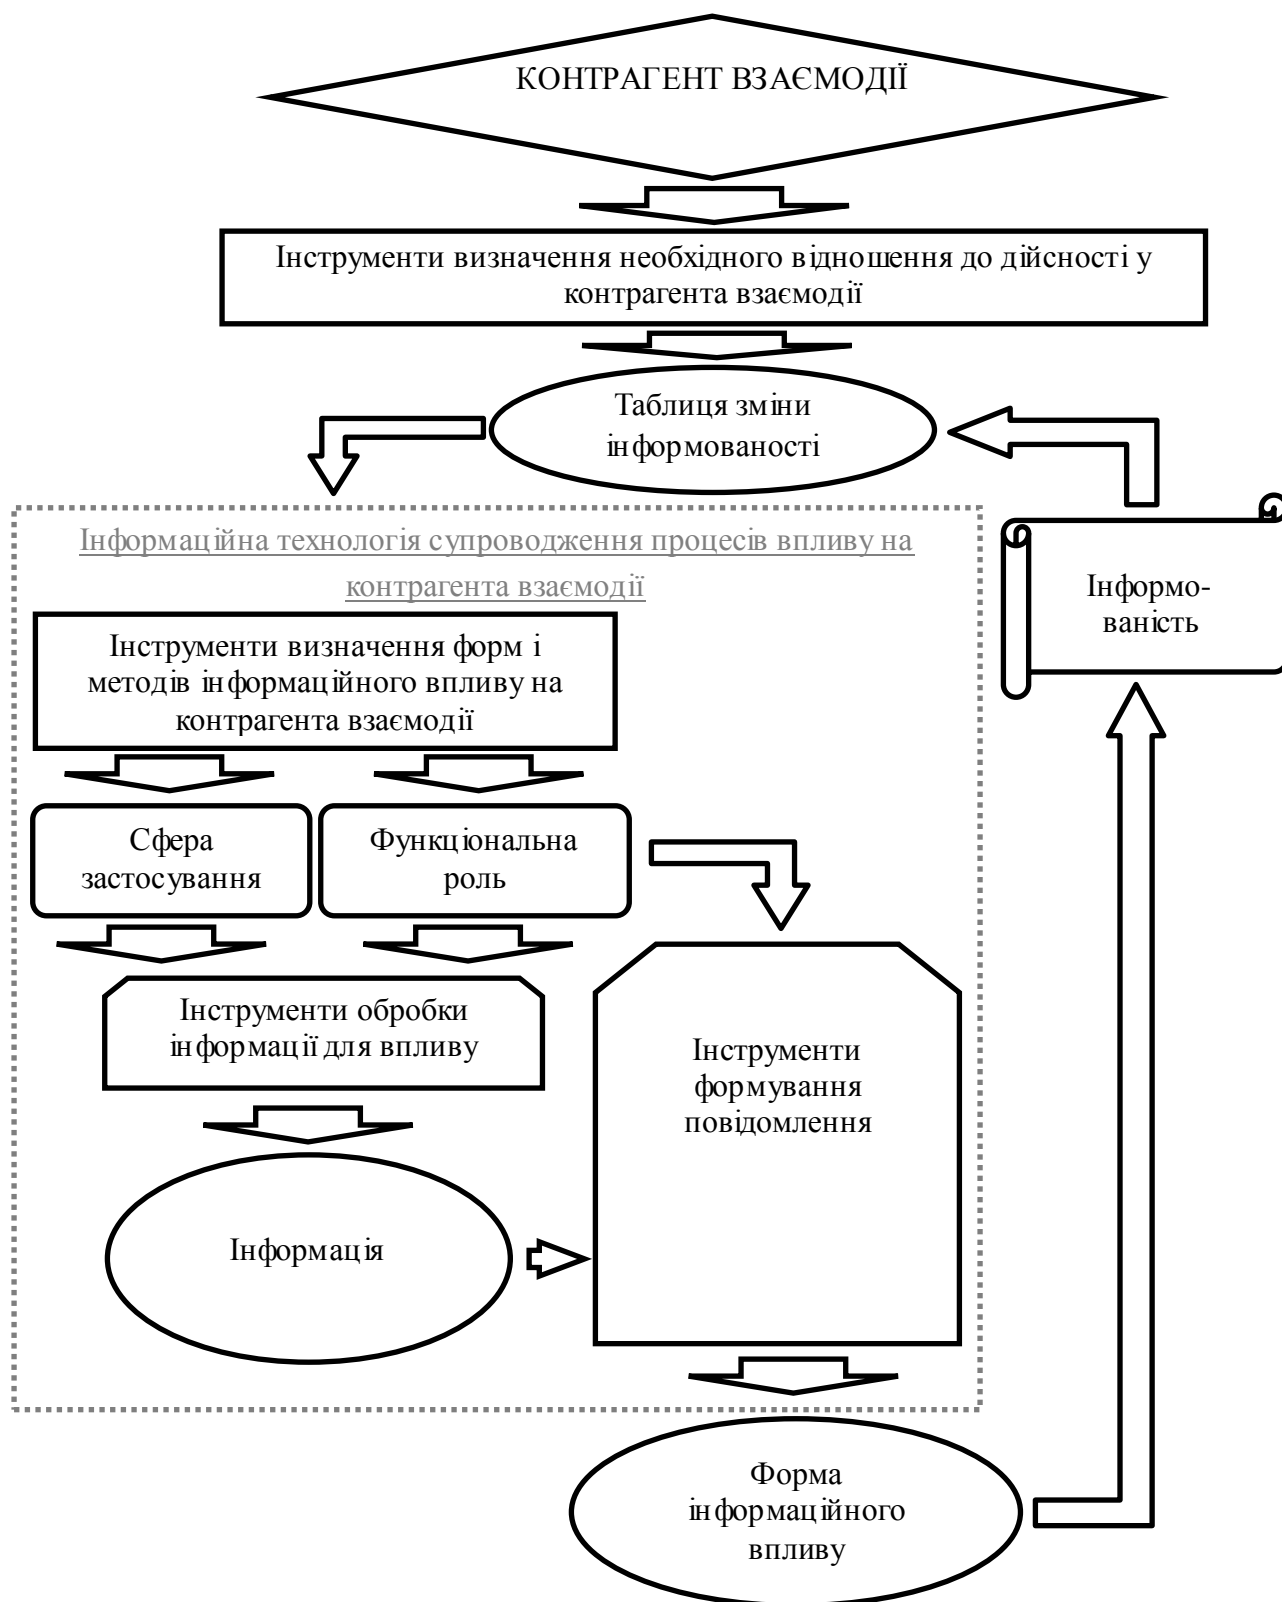 КОНТРАГЕНТ ВЗАЄМОДІЇ
Інструменти визначення необхідного відношення до дійсності у
контрагента взаємодії
Таблиця зміни
інформованості
Інформаційна технологія супроводження процесів впливу на
контрагента взаємодії
Інформо-
ваність
Інструменти визначення форм і
методів інформаційного впливу на
контрагента взаємодії
Сфера
застосування
Функціональна
роль
Інструменти обробки
інформації для впливу
Інструменти
формування
повідомлення
Інформація
Форма
інформаційного
впливу